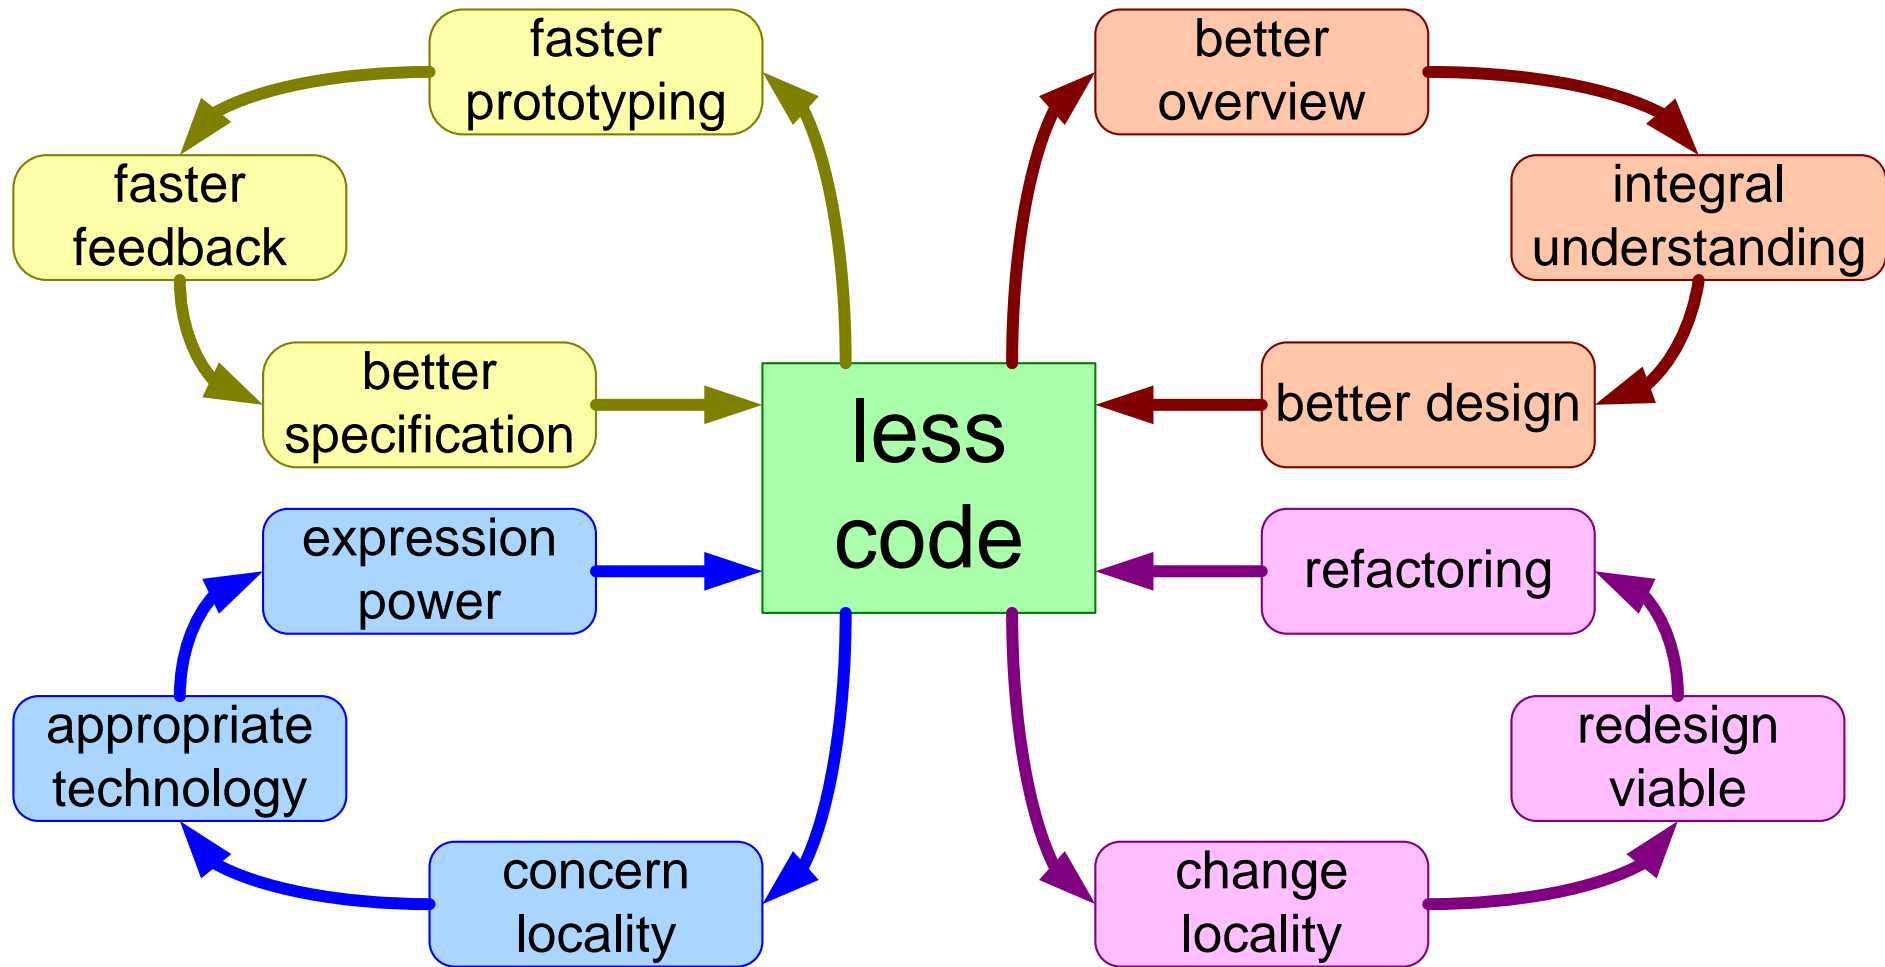 faster
prototyping
better
overview
faster
feedback
integral
understanding
better
specification
less
code
better design
expression
power
refactoring
appropriate
technology
redesign
viable
concern
locality
change
locality